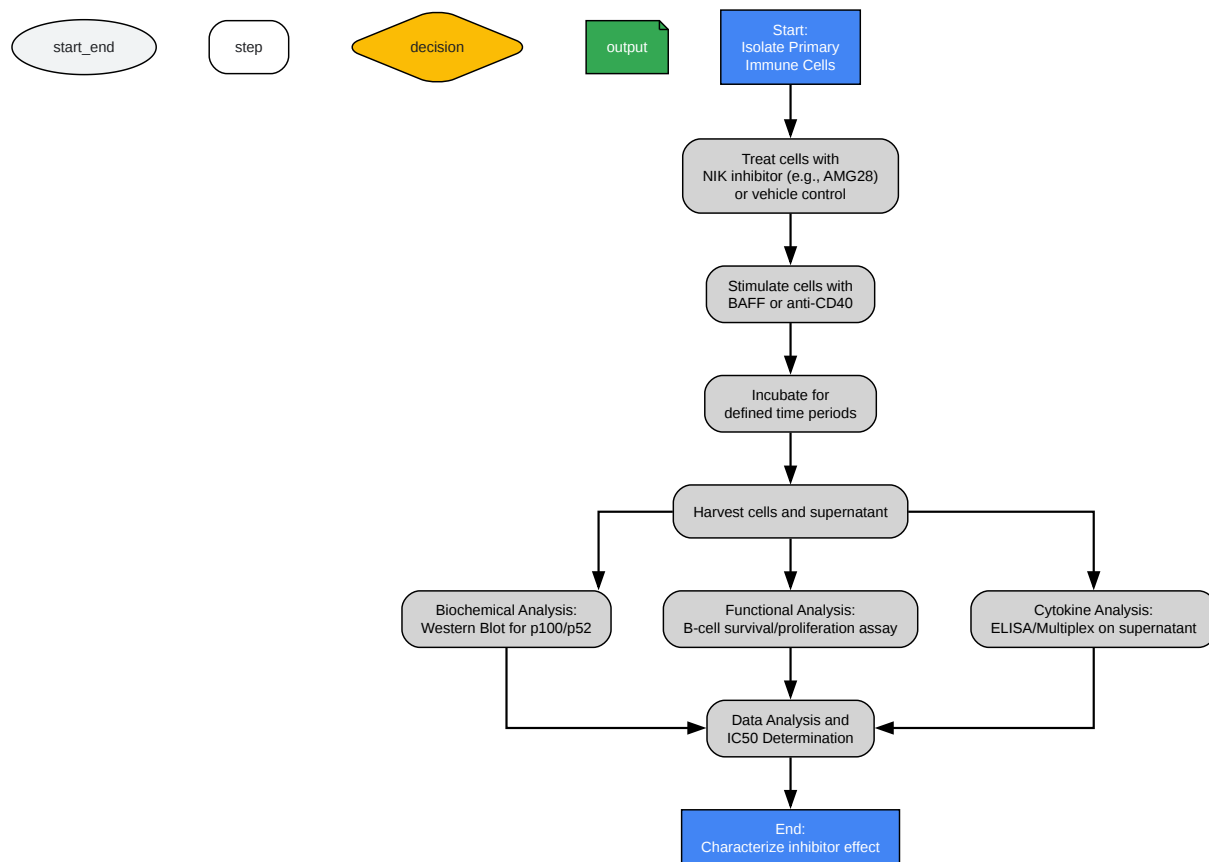 start_end
step
decision
output
Start:
Isolate Primary
Immune Cells
Treat cells with
NIK inhibitor (e.g., AMG28)
or vehicle control
Stimulate cells with
BAFF or anti-CD40
Incubate for
defined time periods
Harvest cells and supernatant
Biochemical Analysis:
Western Blot for p100/p52
Functional Analysis:
B-cell survival/proliferation assay
Cytokine Analysis:
ELISA/Multiplex on supernatant
Data Analysis and
IC50 Determination
End:
Characterize inhibitor effect